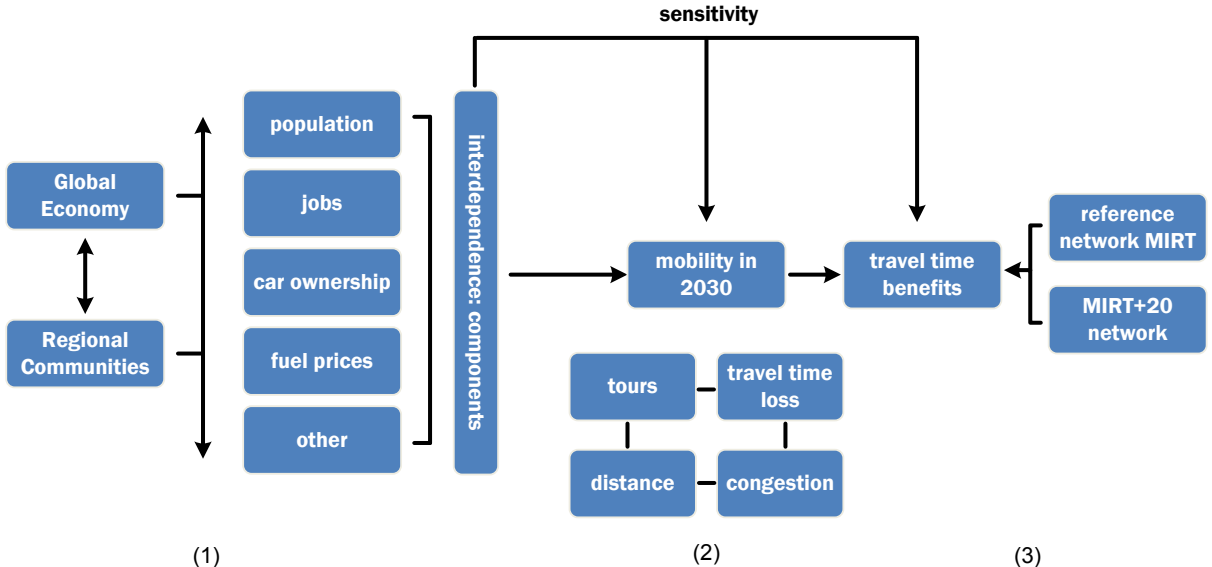 sensitivity
population
Global
Economy
jobs
car ownership
Regional
Communities
fuel prices
other
interdependence: components
mobility in
2030
travel time
benefits
reference
network MIRT
MIRT+20
network
tours
travel time
loss
distance
congestion
(1)
(2)
(3)